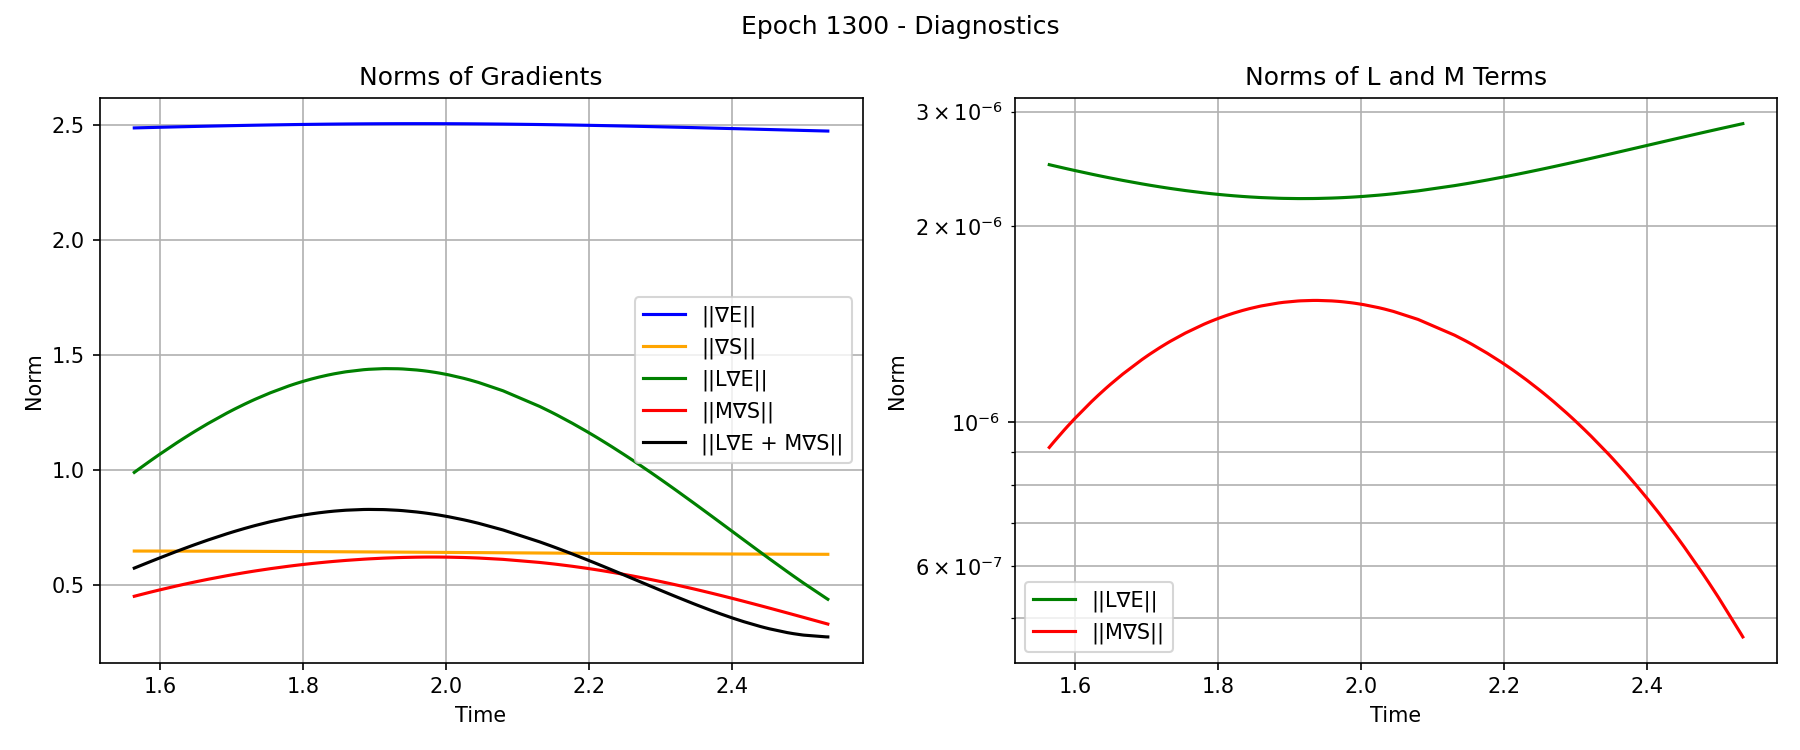 Epoch 1300 - Diagnostics
Norms of Gradients
Norm
2.5
2.0
1.5
1.0
0.5
||∇E||
||∇S||
||L∇E||
||M∇S||
||L∇E + M∇S||
1.6
1.8
2.0
2.2
2.4
Time
Norms of L and M Terms
Norm
3 × 10⁻⁶
2 × 10⁻⁶
10⁻⁶
6 × 10⁻⁷
||L∇E||
||M∇S||
1.6
1.8
2.0
2.2
2.4
Time